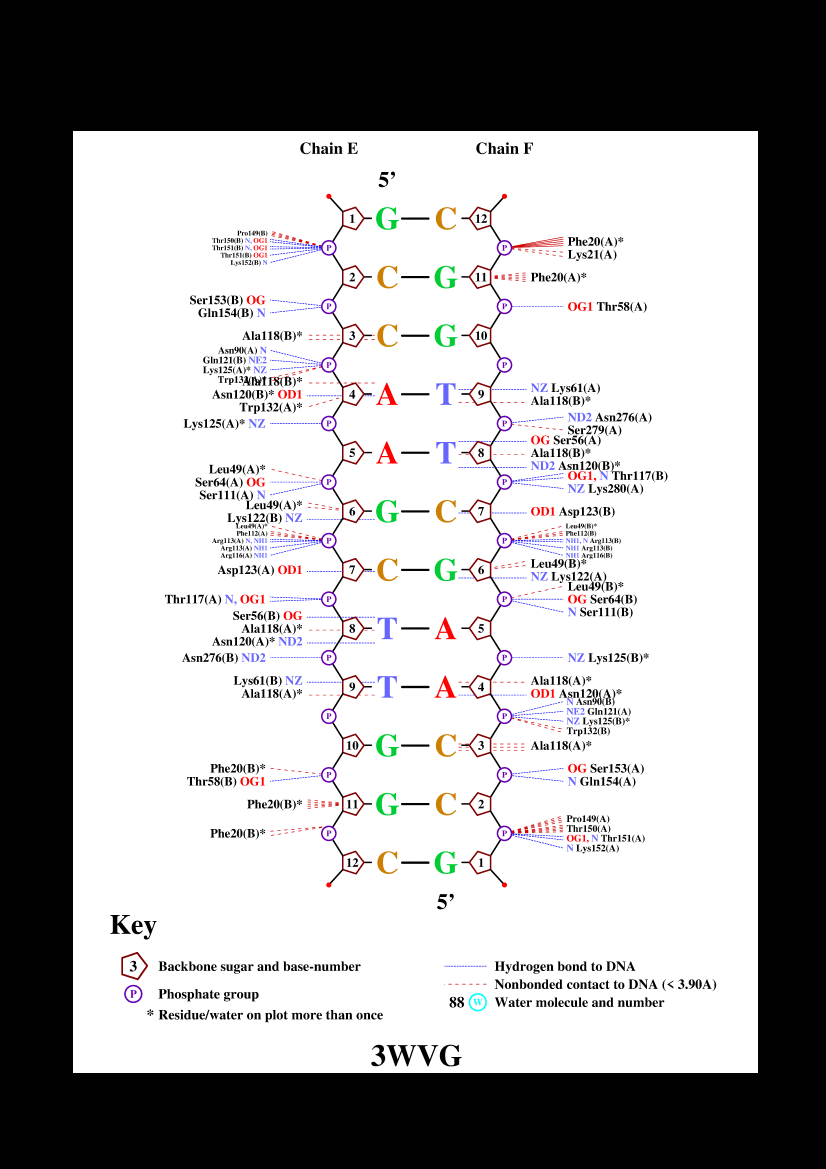 Chain E Chain F
5’
1 G C 12
Pro149(B)
Thr150(B) N, OG1
Thr151(B) N, OG1
Thr151(B) OG1
Lys152(B) N
P P
Phe20(A)*
Lys21(A)
2 C G 11 Phe20(A)*
Ser153(B) OG
Gln154(B) N
P P OG1 Thr58(A)
Ala118(B)* 3 C G 10
Asn90(A) N
Gln121(B) NE2
Lys125(A)* NZ
P P
Ala118(B)*
Asn120(B)* OD1
Trp132(A)*
4 A T 9
NZ Lys61(A)
Ala118(B)*
Lys125(A)* NZ P P
ND2 Asn276(A)
Ser279(A)
5 A T 8
OG Ser56(A)
Ala118(B)*
ND2 Asn120(B)*
Leu49(A)*
Ser64(A) OG
Ser111(A) N
P P
OG1, N Thr117(B)
NZ Lys280(A)
Leu49(A)*
Lys122(B) NZ
6 G C 7 OD1 Asp123(B)
Leu49(A)*
Phe112(A)
Arg113(A) N, NH1
Arg113(A) NH1
Arg116(A) NH1
P P
Leu49(B)*
Phe112(B)
NH1, N Arg113(B)
NH1 Arg113(B)
NH1 Arg116(B)
Asp123(A) OD1 7 C G 6
Leu49(B)*
NZ Lys122(A)
Thr117(A) N, OG1 P P
Leu49(B)*
OG Ser64(B)
N Ser111(B)
Ser56(B) OG
Ala118(A)*
Asn120(A)* ND2
8 T A 5
Asn276(B) ND2 P P NZ Lys125(B)*
Lys61(B) NZ
Ala118(A)*
9 T A 4
Ala118(A)*
OD1 Asn120(A)*
P P
N Asn90(B)
NE2 Gln121(A)
NZ Lys125(B)*
Trp132(B)
10 G C 3 Ala118(A)*
Phe20(B)*
Thr58(B) OG1
P P
OG Ser153(A)
N Gln154(A)
Phe20(B)* 11 G C 2
Phe20(B)* P P
Pro149(A)
Thr150(A)
OG1, N Thr151(A)
N Lys152(A)
12 C G 1
5’
Key
3 Backbone sugar and base-number
P Phosphate group
* Residue/water on plot more than once
Hydrogen bond to DNA
Nonbonded contact to DNA (< 3.90A)
88 W Water molecule and number
3WVG